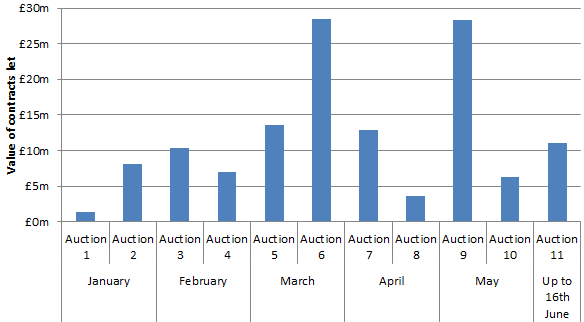 £30m
£25m
£20m
£15m
£10m
£5m
£0m
Value of contracts let
Auction 1
Auction 2
Auction 3
Auction 4
Auction 5
Auction 6
Auction 7
Auction 8
Auction 9
Auction 10
Auction 11
January
February
March
April
May
Up to
16th
June